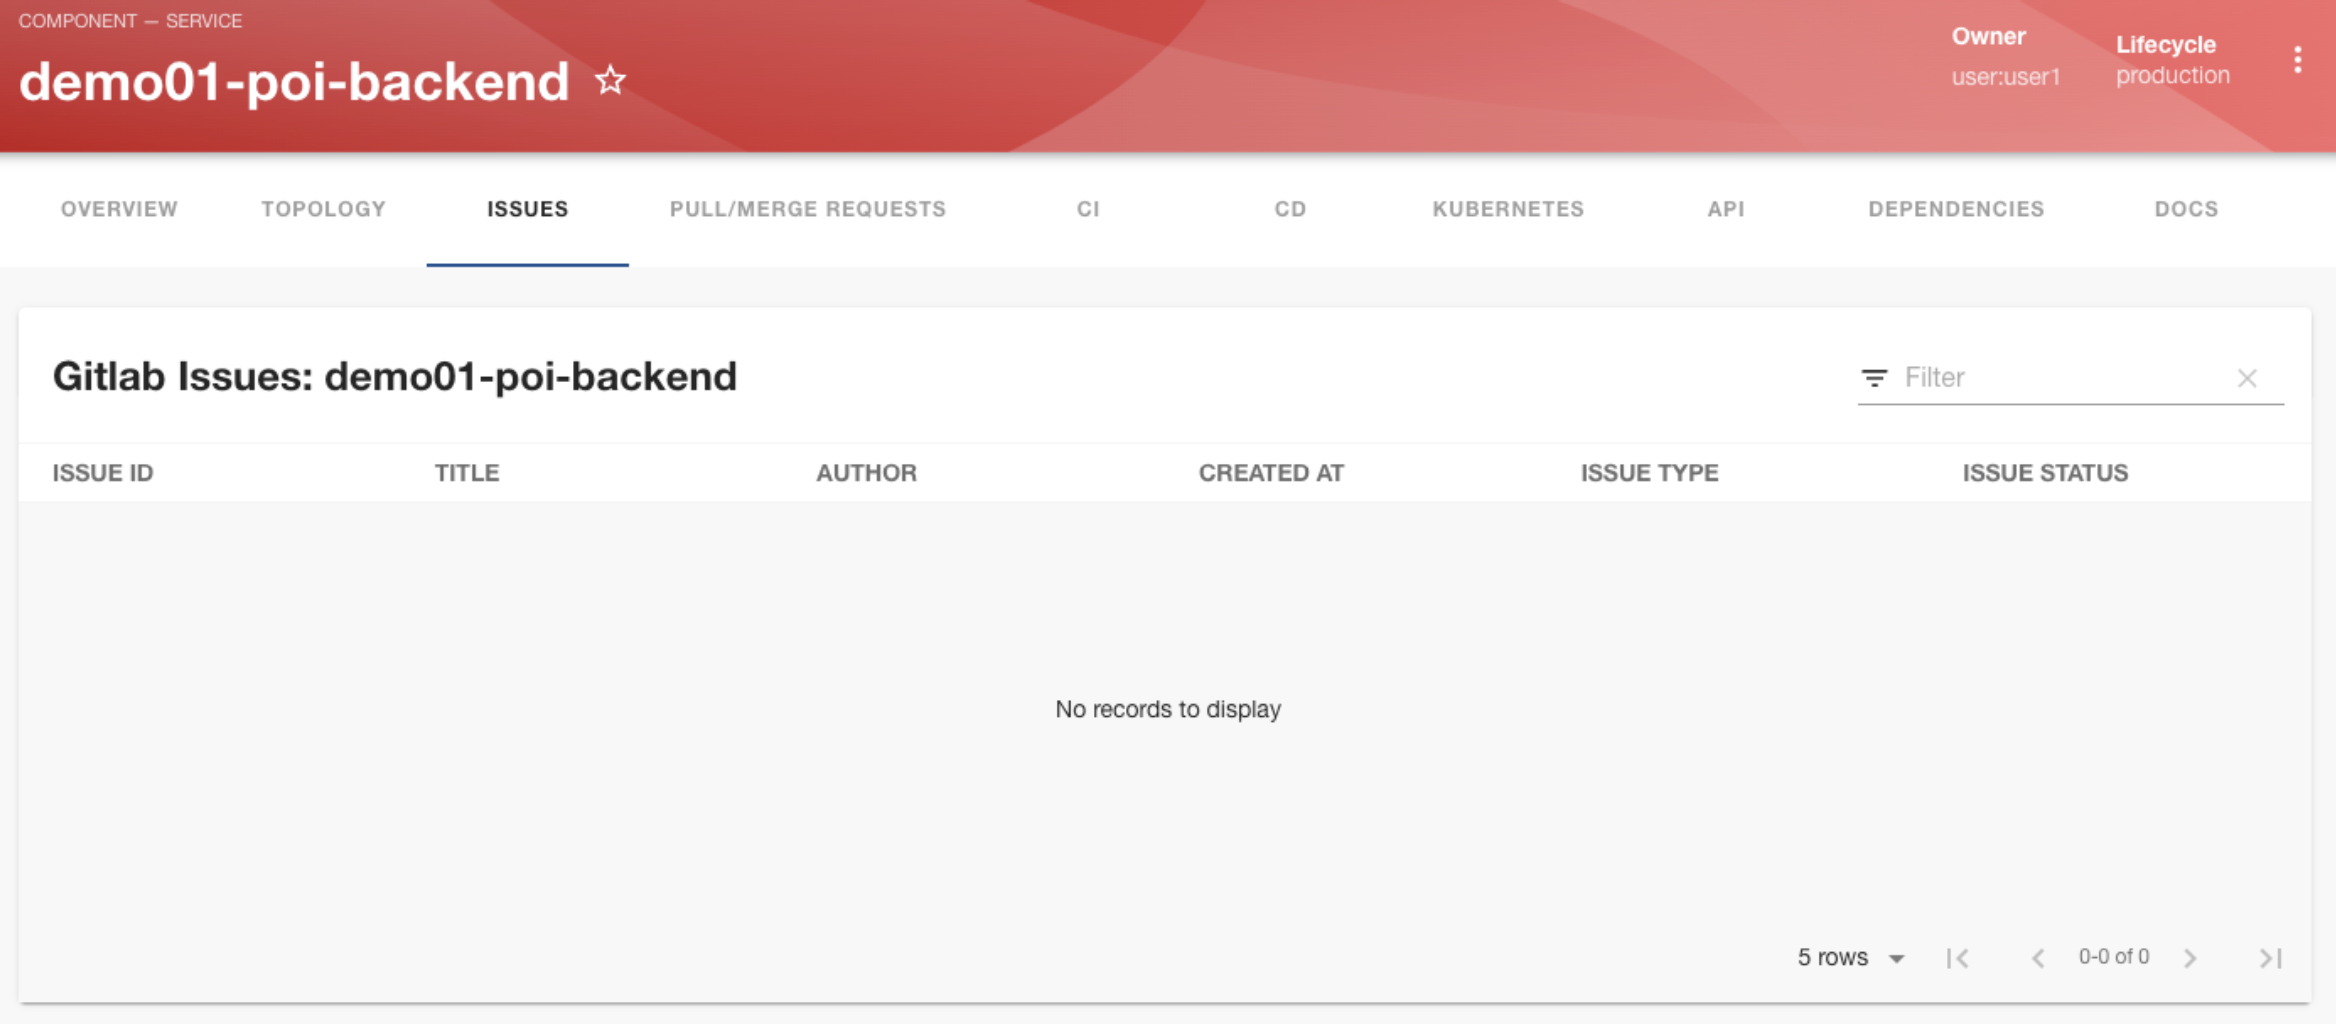 COMPONENT — SERVICE
demo01-poi-backend
Owner
user:user1
Lifecycle
production
OVERVIEW TOPOLOGY ISSUES PULL/MERGE REQUESTS CI CD KUBERNETES API DEPENDENCIES DOCS
Gitlab Issues: demo01-poi-backend
Filter
ISSUE ID TITLE AUTHOR CREATED AT ISSUE TYPE ISSUE STATUS
No records to display
5 rows 0-0 of 0